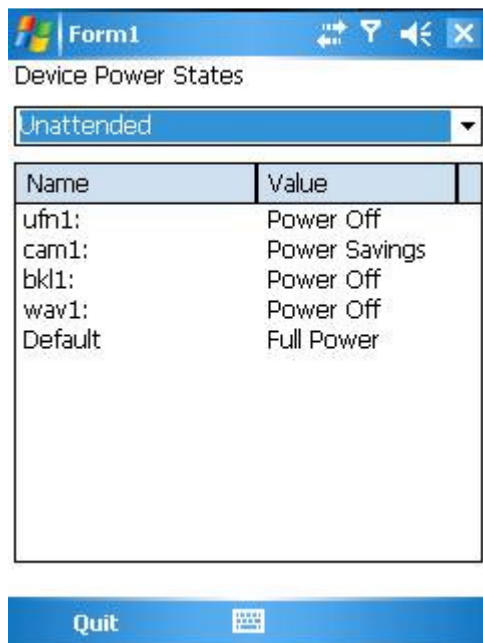 Form1
Device Power States
Unattended
Name Value
ufn1: Power Off
cam1: Power Savings
bkl1: Power Off
wav1: Power Off
Default Full Power
Quit